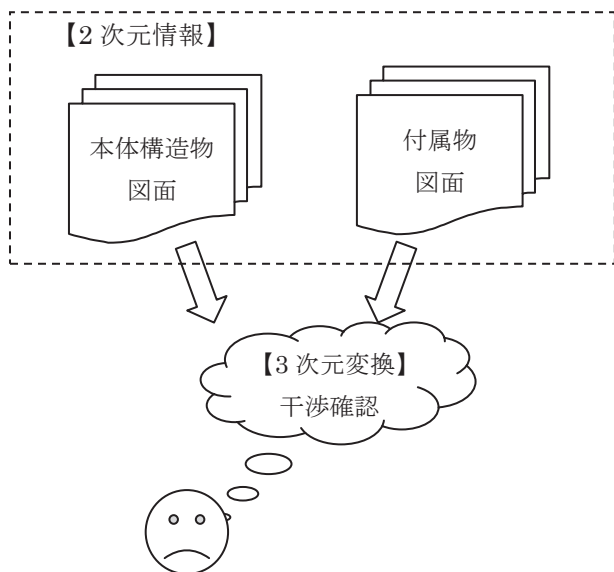 【2 次元情報】
本体構造物
図面
付属物
図面
【3 次元変換】
干渉確認